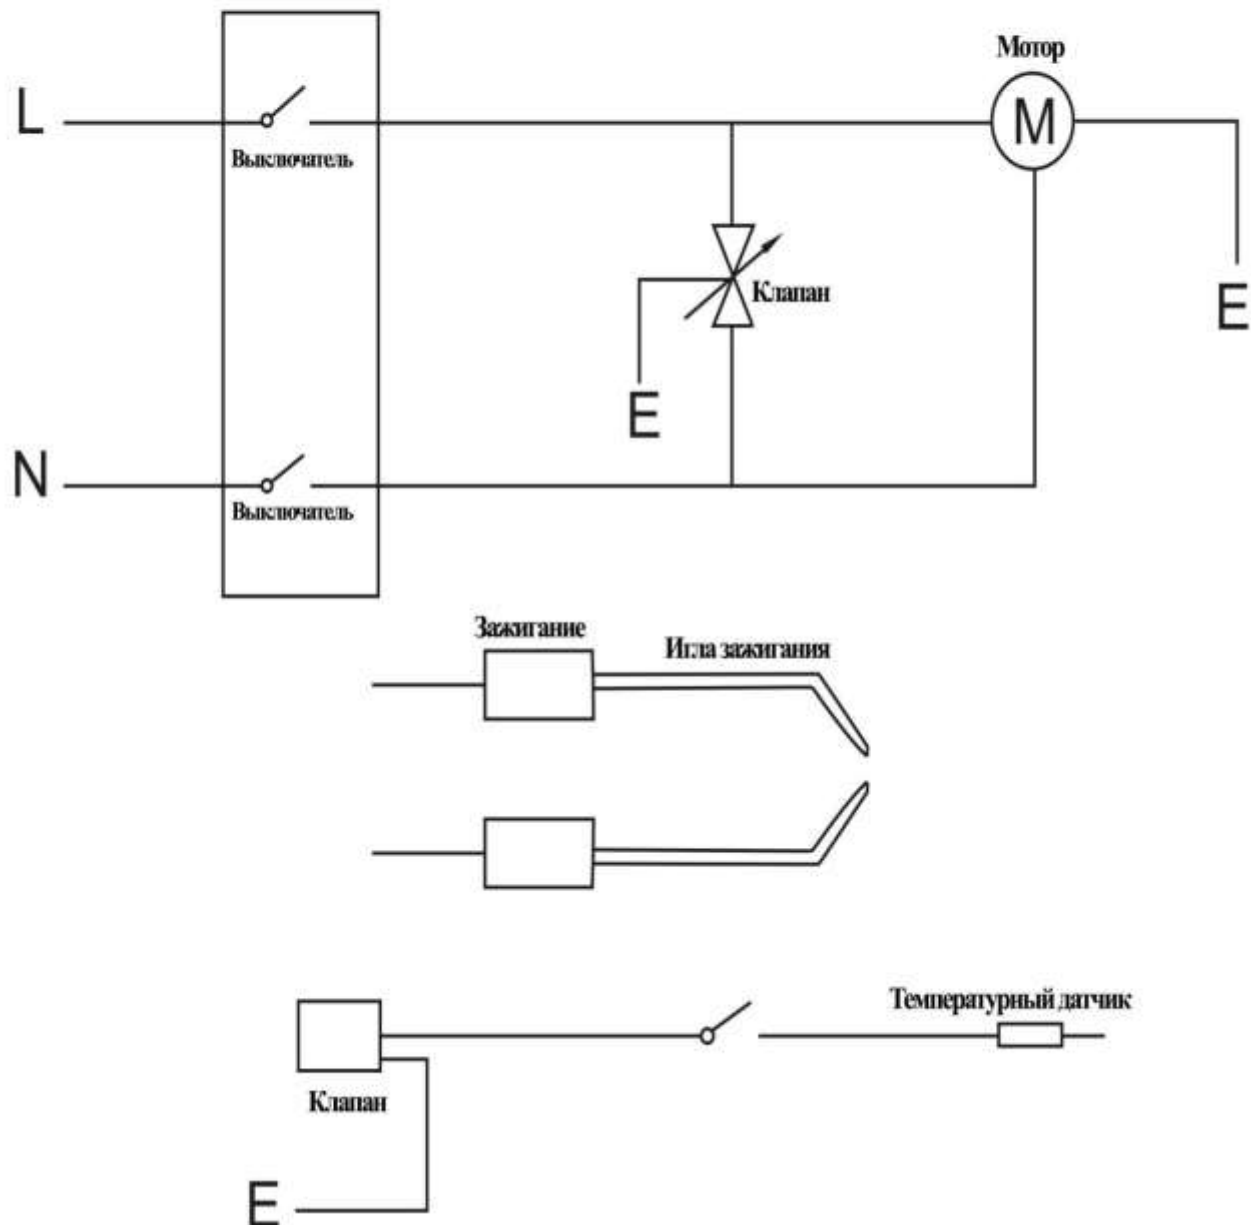 Мотор
L
M
Выключатель
Клапан
E
E
N
Выключатель
Зажигание
Игла зажигания
Температурный датчик
Клапан
E